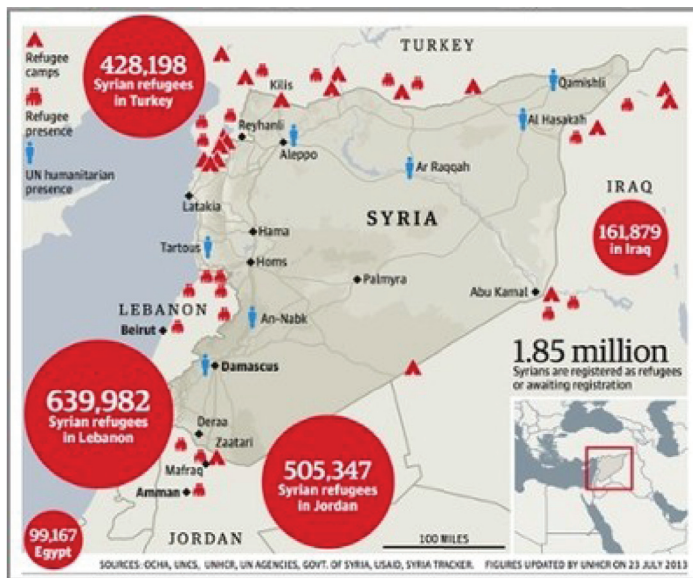 Refugee
camps
Refugee
presence
UN humanitarian
presence
428,198
Syrian refugees
in Turkey
TURKEY
Kilis
Qamishli
Reyhanli
Aleppo
Al Hasakah
Ar Raqqah
IRAQ
Latakia
SYRIA
161,879
in Iraq
Hama
Tartous
Homs
Palmyra
Abu Kamal
LEBANON
Beirut
An-Nabk
1.85 million
Syrians are registered as refugees
or awaiting registration
Damascus
639,982
Syrian refugees
in Lebanon
Deraa
Zaatari
Mafraq
505,347
Syrian refugees
in Jordan
Amman
99,167
Egypt
JORDAN
100 MILES
SOURCES: OCHA, UNCS, UNHCR, UN AGENCIES, GOVT. OF SYRIA, USAID, SYRIA TRACKER. FIGURES UPDATED BY UNHCR ON 23 JULY 2013